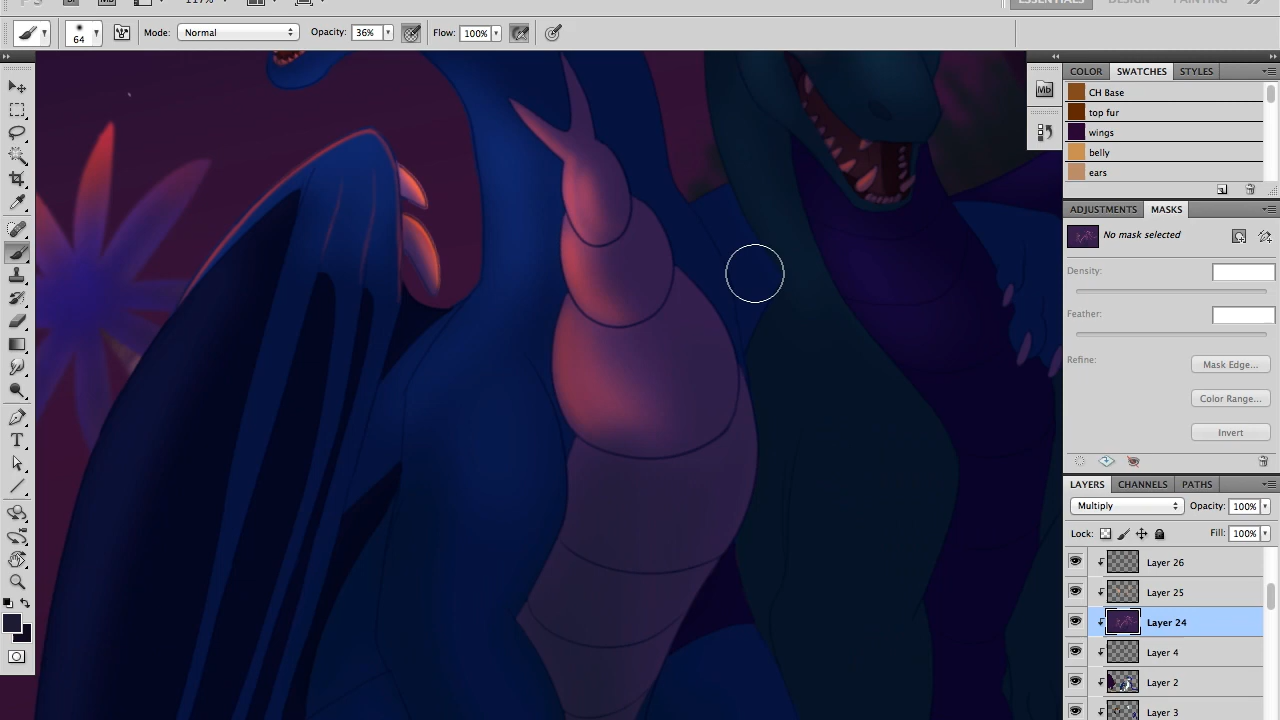 117%
ESSENTIALS DESIGN PAINTING
64
Mode: Normal Opacity: 36% Flow: 100%
COLOR SWATCHES STYLES
CH Base
top fur
wings
belly
ears
ADJUSTMENTS MASKS
No mask selected
Density:
Feather:
Refine: Mask Edge...
Color Range...
Invert
LAYERS CHANNELS PATHS
Multiply Opacity: 100%
Lock: Fill: 100%
Layer 26
Layer 25
Layer 24
Layer 4
Layer 2
Layer 3
Mb
T